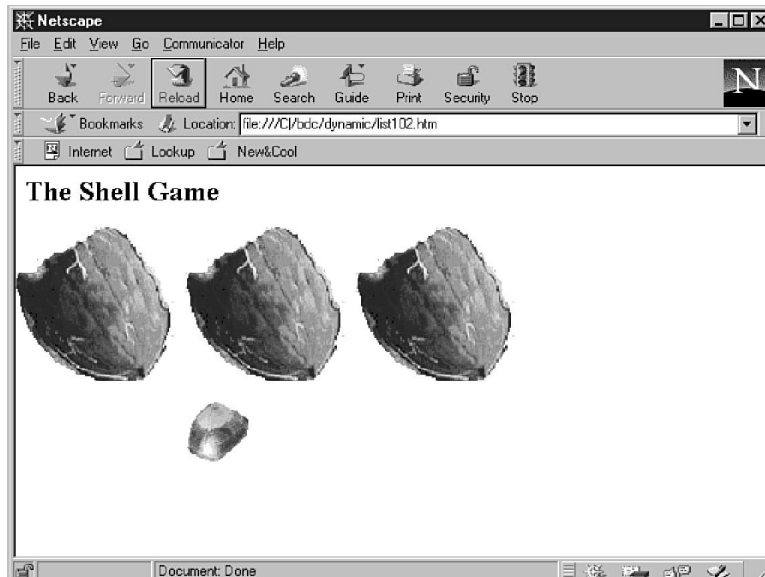 Netscape
File Edit View Go Communicator Help
Back Forward Reload Home Search Guide Print Security Stop
N
Bookmarks Location: file:///C|/bdc/dynamic/list102.htm
Internet Lookup New&Cool
The Shell Game
Document: Done